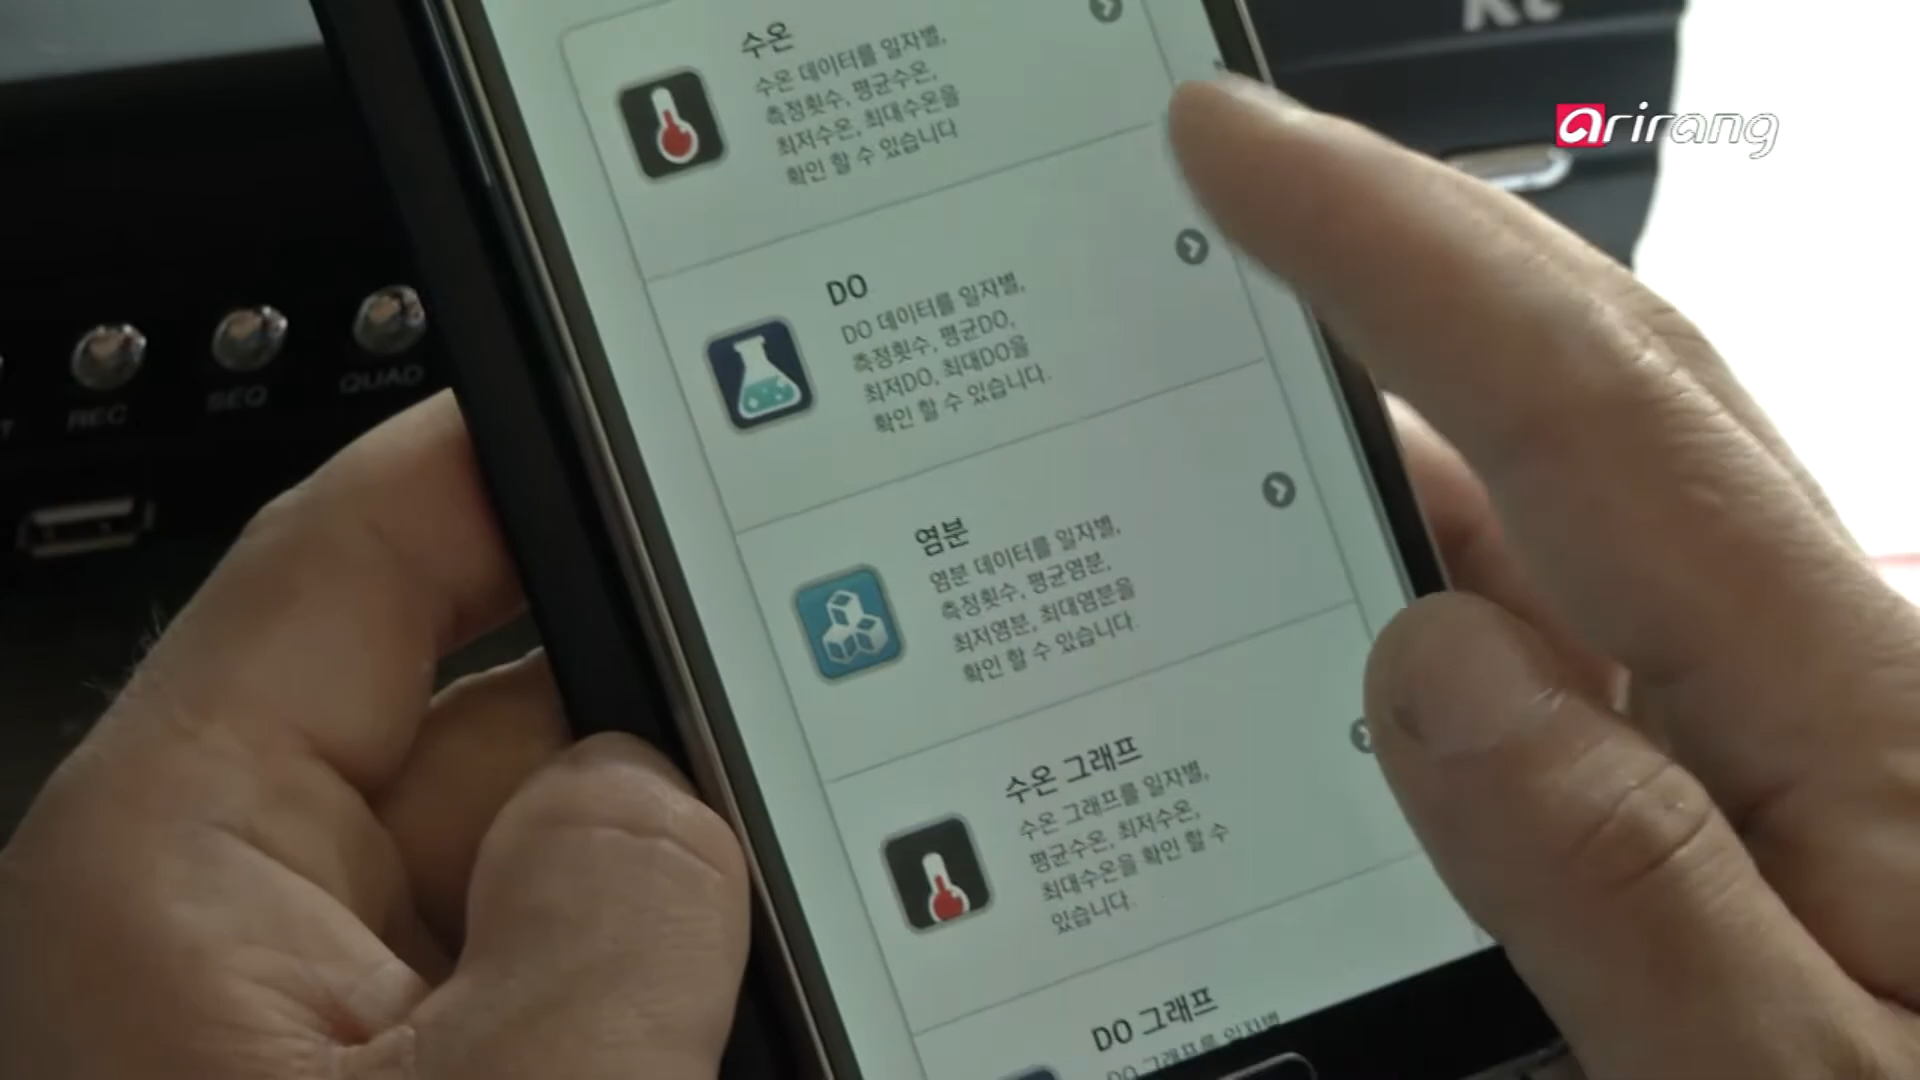 kt
arirang
수온
수온 데이터를 일자별,
측정횟수, 평균수온,
최저수온, 최대수온을
확인 할 수 있습니다
DO
DO 데이터를 일자별,
측정횟수, 평균DO,
최저DO, 최대DO을
확인 할 수 있습니다.
염분
염분 데이터를 일자별,
측정횟수, 평균염분,
최저염분, 최대염분을
확인 할 수 있습니다.
수온 그래프
수온 그래프를 일자별,
평균수온, 최저수온,
최대수온을 확인 할 수
있습니다.
DO 그래프
DO 그래프를 일자별
REC
SEQ
QUAD